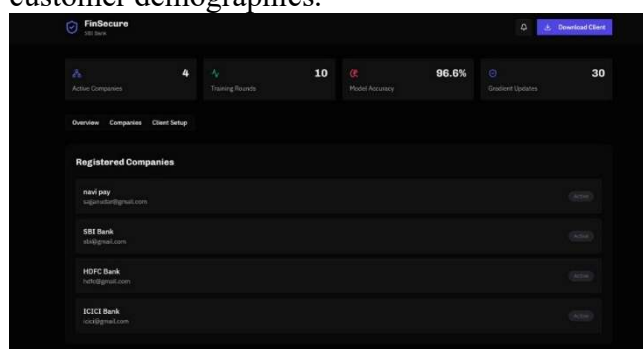 customer demographics.
FinSecure
SBI Bank
Download Client
4
Active Companies
10
Training Rounds
96.6%
Model Accuracy
30
Gradient Updates
Overview Companies Client Setup
Registered Companies
navi pay
Active
SBI Bank
sbi@gmail.com
Active
HDFC Bank
hdfc@gmail.com
Active
ICICI Bank
icici@gmail.com
Active